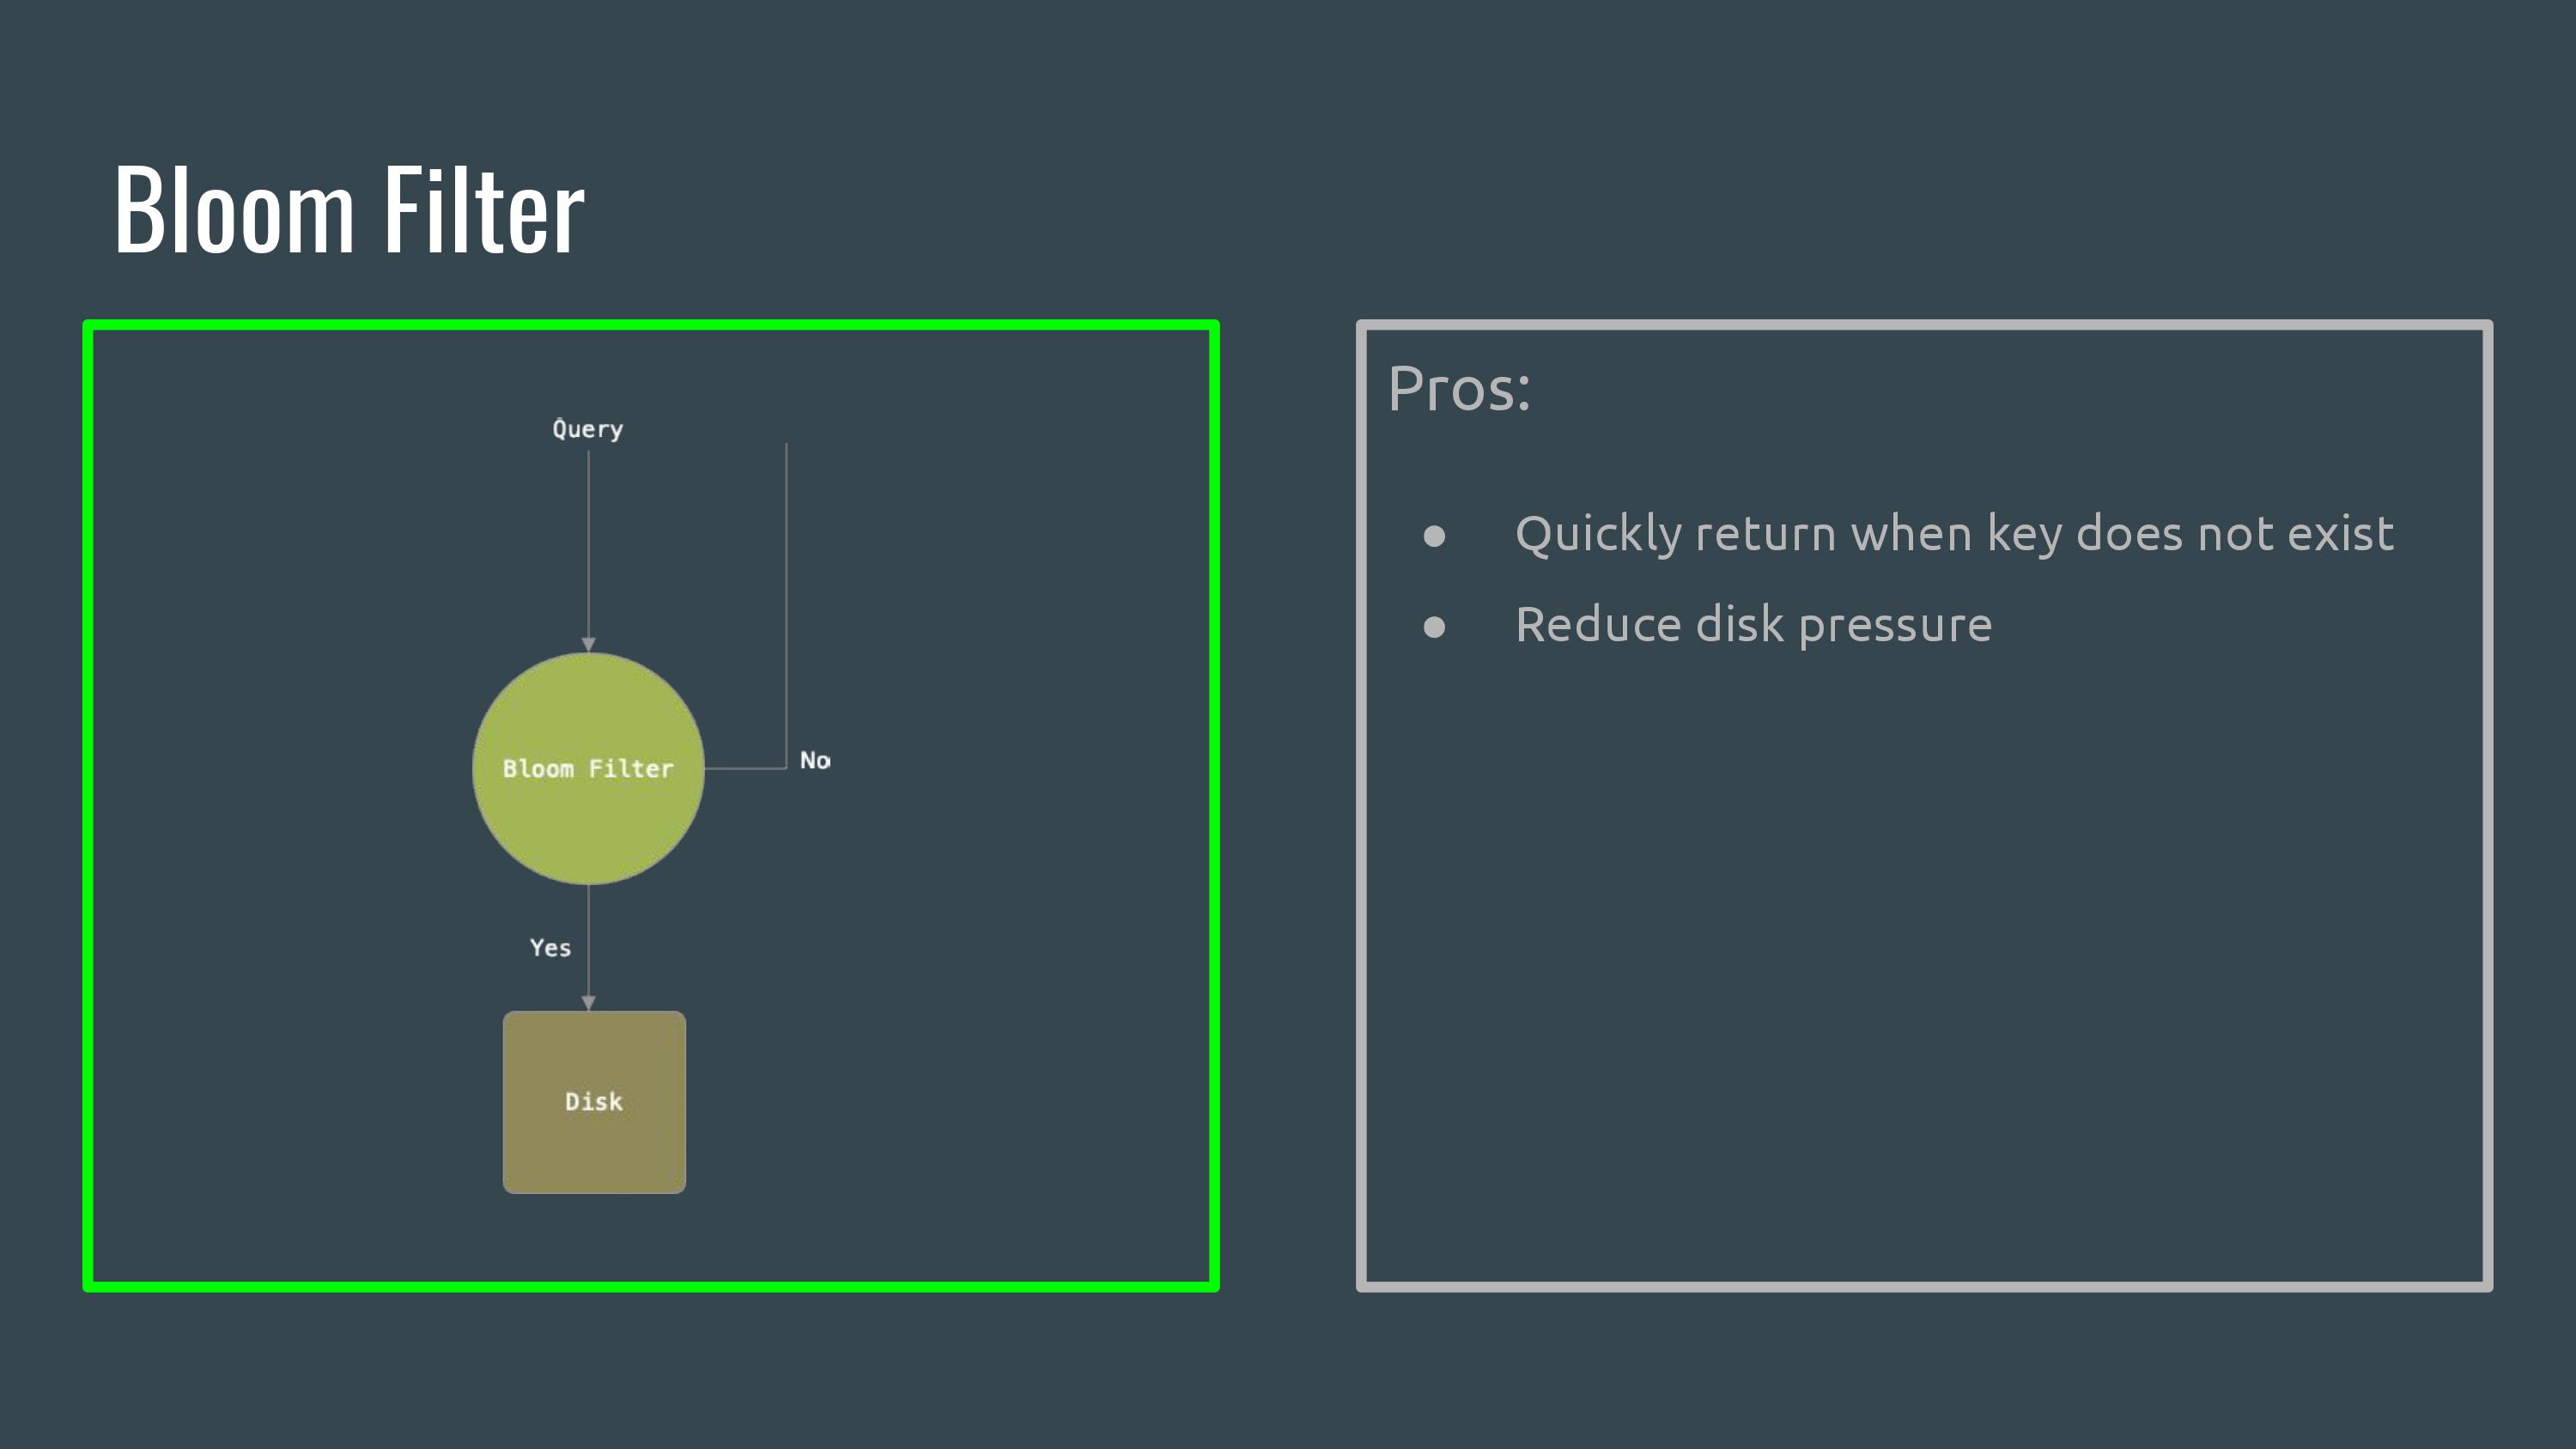 Bloom Filter
Query
Bloom Filter
No
Yes
Disk
Pros:
● Quickly return when key does not exist
● Reduce disk pressure